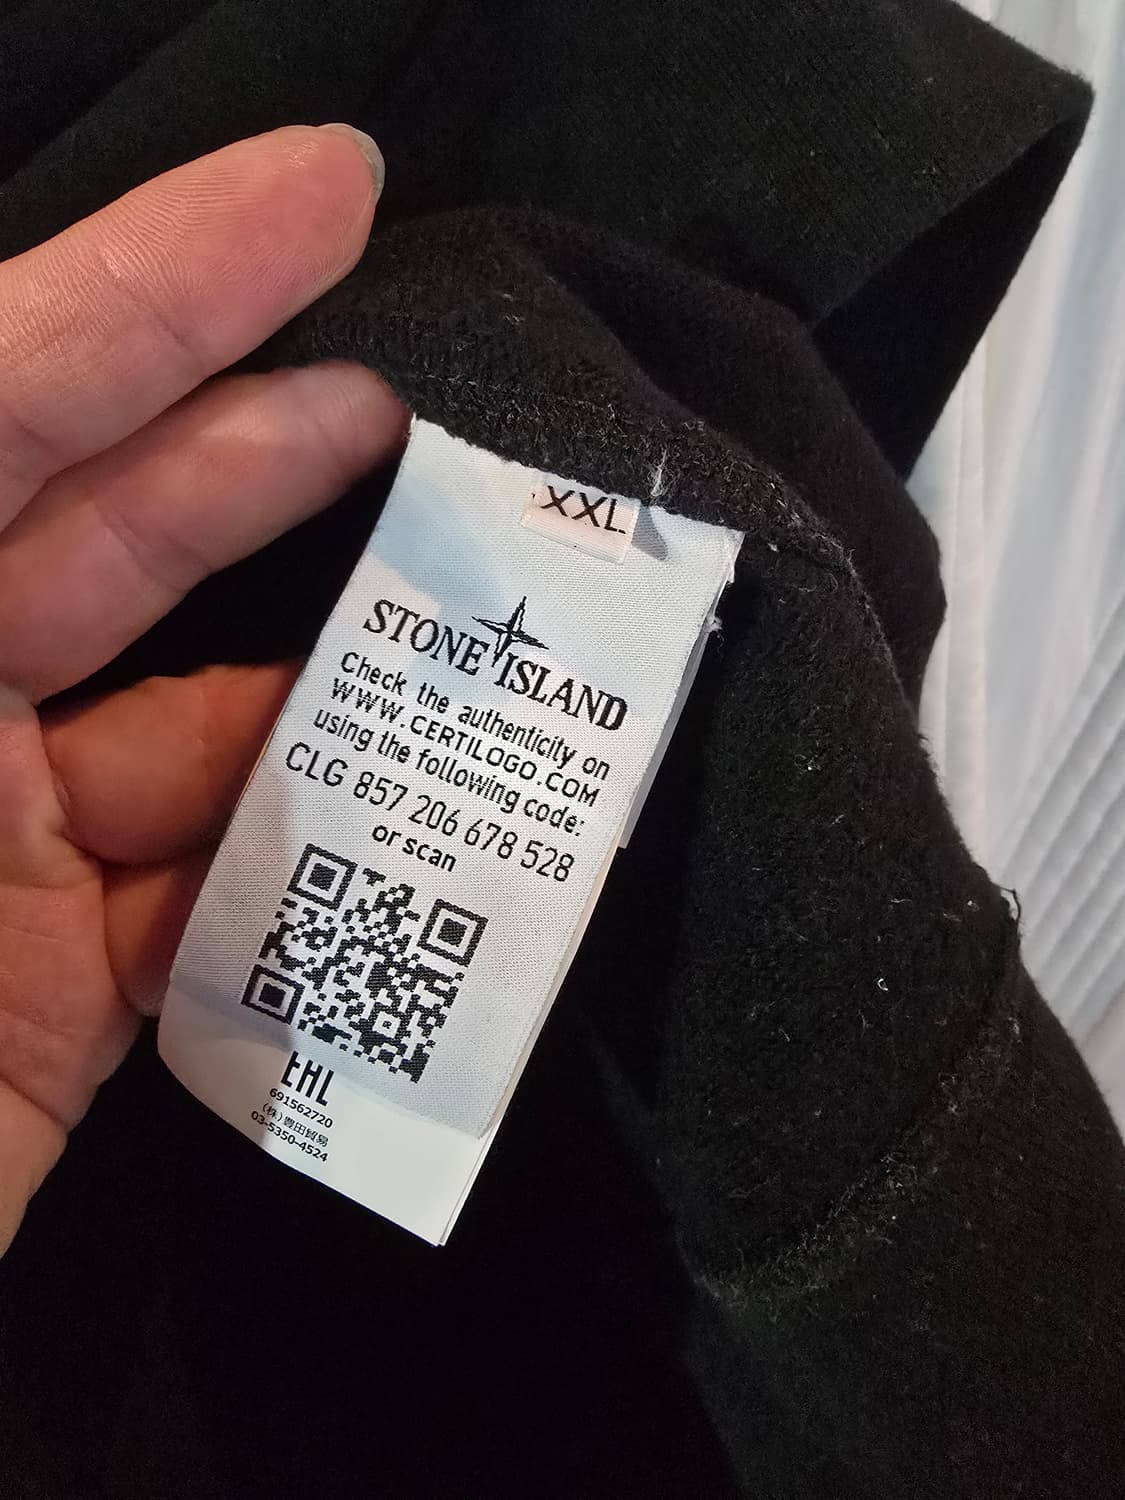 XXL
STONE ISLAND
Check the authenticity on
WWW.CERTILOGO.COM
using the following code:
CLG 857 206 678 528
or scan
691562720
(株)豊田貿易
03-5350-4524